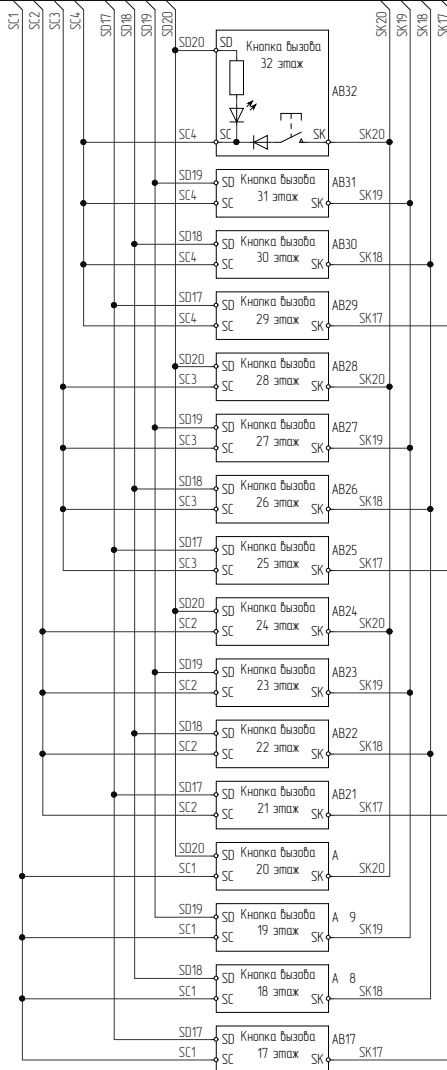 SC1 SC2 SC3 SC4 SD17 SD18 SD19 SD20 SK20 SK19 SK18 SK17
SD20 SD Кнопка вызова
32 этаж
AB32
SC4 SC SK SK20
SD19 SD Кнопка вызова AB31
SC4 SC 31 этаж SK SK19
SD18 SD Кнопка вызова AB30
SC4 SC 30 этаж SK SK18
SD17 SD Кнопка вызова AB29
SC4 SC 29 этаж SK SK17
SD20 SD Кнопка вызова AB28
SC3 SC 28 этаж SK SK20
SD19 SD Кнопка вызова AB27
SC3 SC 27 этаж SK SK19
SD18 SD Кнопка вызова AB26
SC3 SC 26 этаж SK SK18
SD17 SD Кнопка вызова AB25
SC3 SC 25 этаж SK SK17
SD20 SD Кнопка вызова AB24
SC2 SC 24 этаж SK SK20
SD19 SD Кнопка вызова AB23
SC2 SC 23 этаж SK SK19
SD18 SD Кнопка вызова AB22
SC2 SC 22 этаж SK SK18
SD17 SD Кнопка вызова AB21
SC2 SC 21 этаж SK SK17
SD20 SD Кнопка вызова A
SC1 SC 20 этаж SK SK20
SD19 SD Кнопка вызова A 9
SC1 SC 19 этаж SK SK19
SD18 SD Кнопка вызова A 8
SC1 SC 18 этаж SK SK18
SD17 SD Кнопка вызова AB17
SC1 SC 17 этаж SK SK17